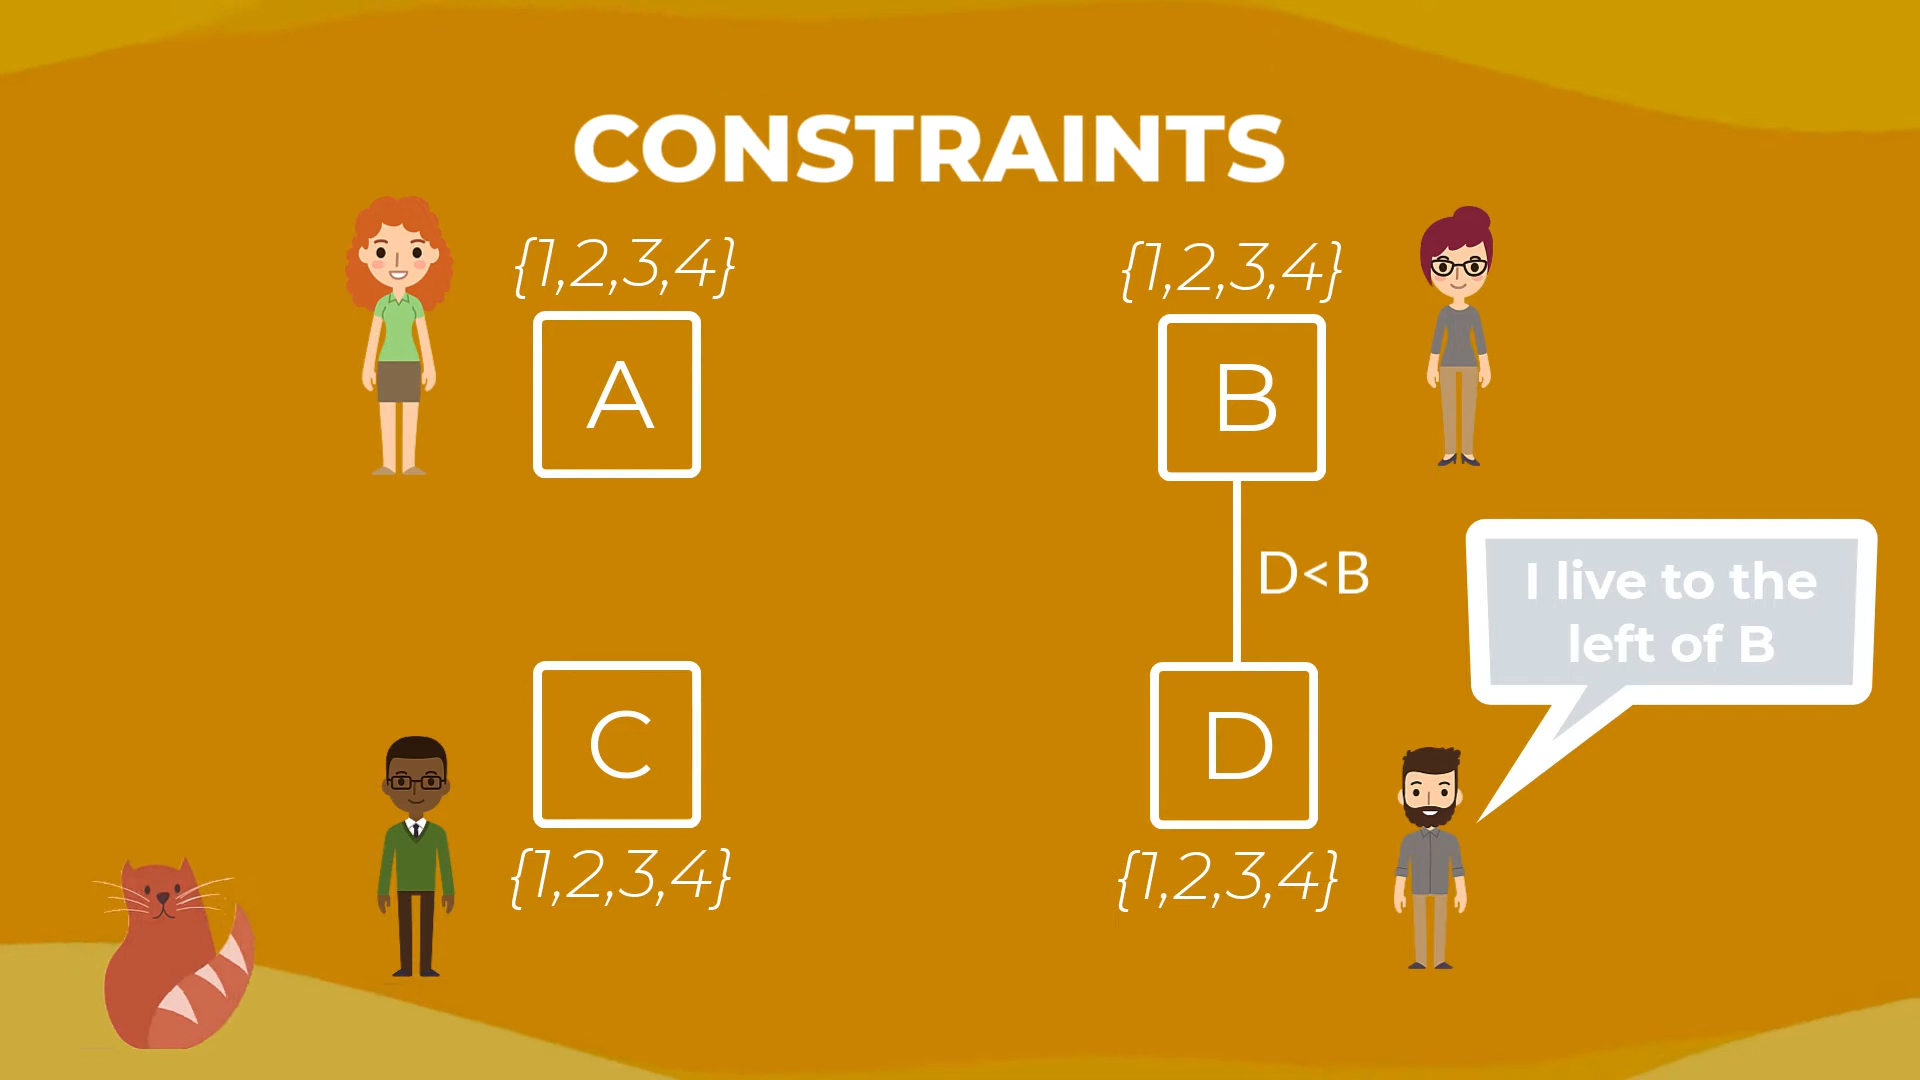 CONSTRAINTS
{1,2,3,4}
{1,2,3,4}
A
B
D<B
I live to the
left of B
C
D
{1,2,3,4}
{1,2,3,4}